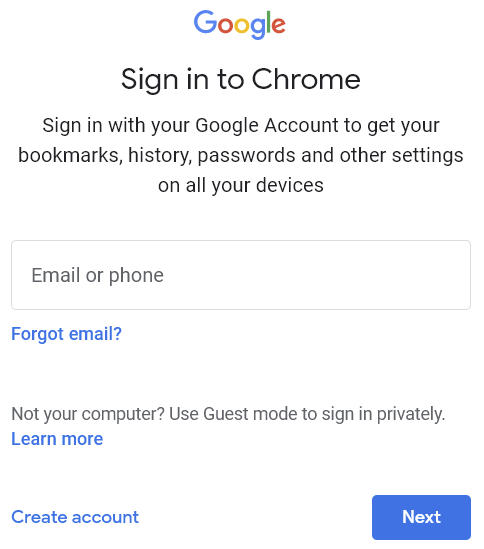 Google
Sign in to Chrome
Sign in with your Google Account to get your
bookmarks, history, passwords and other settings
on all your devices
Email or phone
Forgot email?
Not your computer? Use Guest mode to sign in privately.
Learn more
Create account
Next